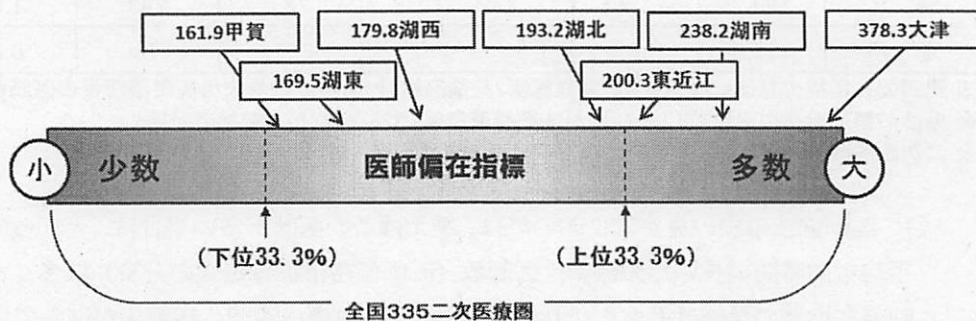 161.9甲賀
179.8湖西
193.2湖北
238.2湖南
378.3大津
169.5湖東
200.3東近江
小
少数
医師偏在指標
多数
大
(下位33.3%)
(上位33.3%)
全国335二次医療圏